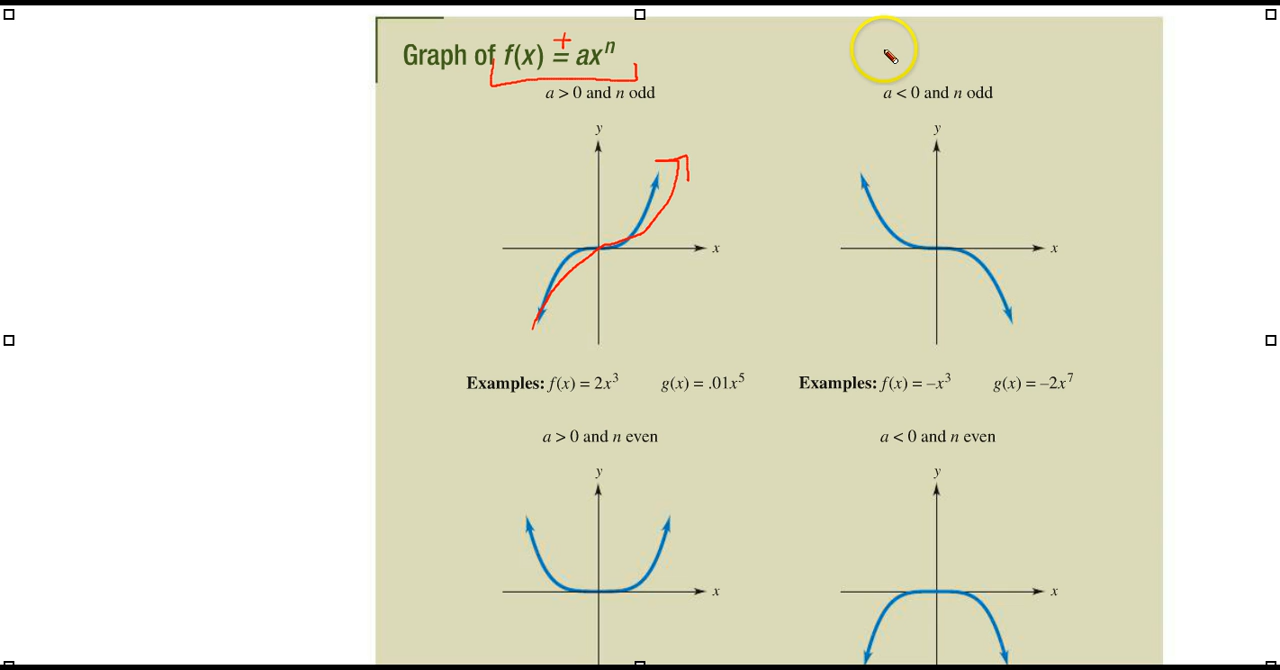 Graph of f(x) = axⁿ
+
a > 0 and n odd
a < 0 and n odd
y
y
x
x
Examples: f(x) = 2x³ g(x) = .01x⁵
Examples: f(x) = –x³ g(x) = –2x⁷
a > 0 and n even
a < 0 and n even
y
y
x
x